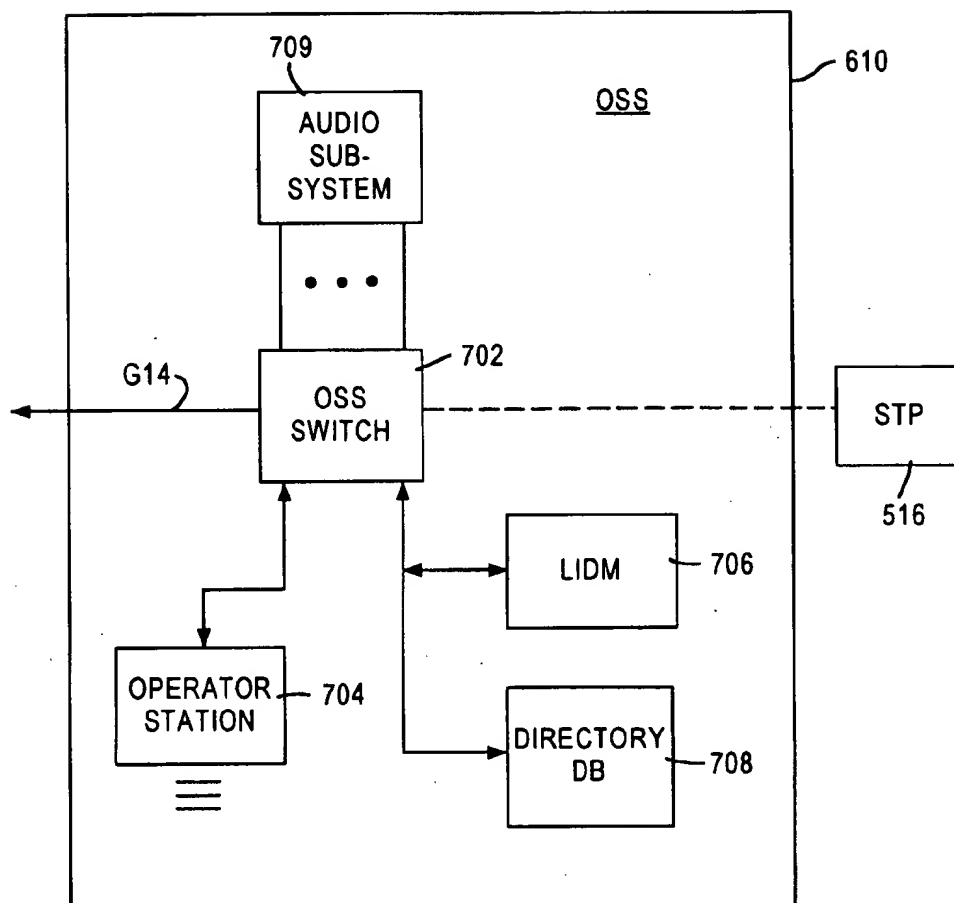 709
610
AUDIO
SUB-
SYSTEM
OSS
702
G14
OSS
SWITCH
STP
516
LIDM
706
OPERATOR
STATION
704
DIRECTORY
DB
708